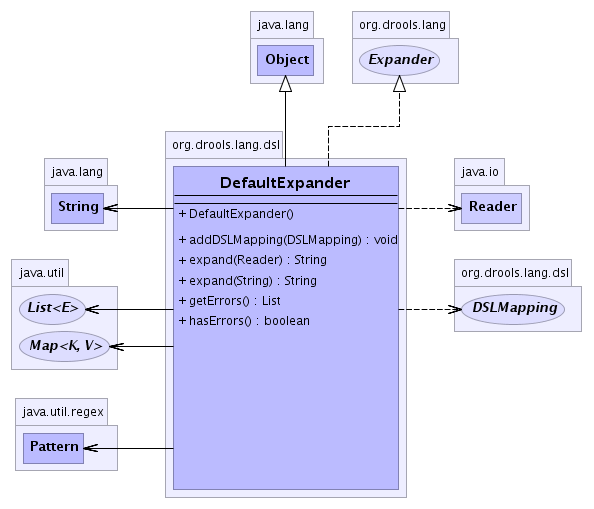 java.lang
Object
org.drools.lang
Expander
org.drools.lang.dsl
DefaultExpander
+ DefaultExpander()
+ addDSLMapping(DSLMapping) : void
+ expand(Reader) : String
+ expand(String) : String
+ getErrors() : List
+ hasErrors() : boolean
java.lang
String
java.util
List<E>
Map<K, V>
java.util.regex
Pattern
java.io
Reader
org.drools.lang.dsl
DSLMapping